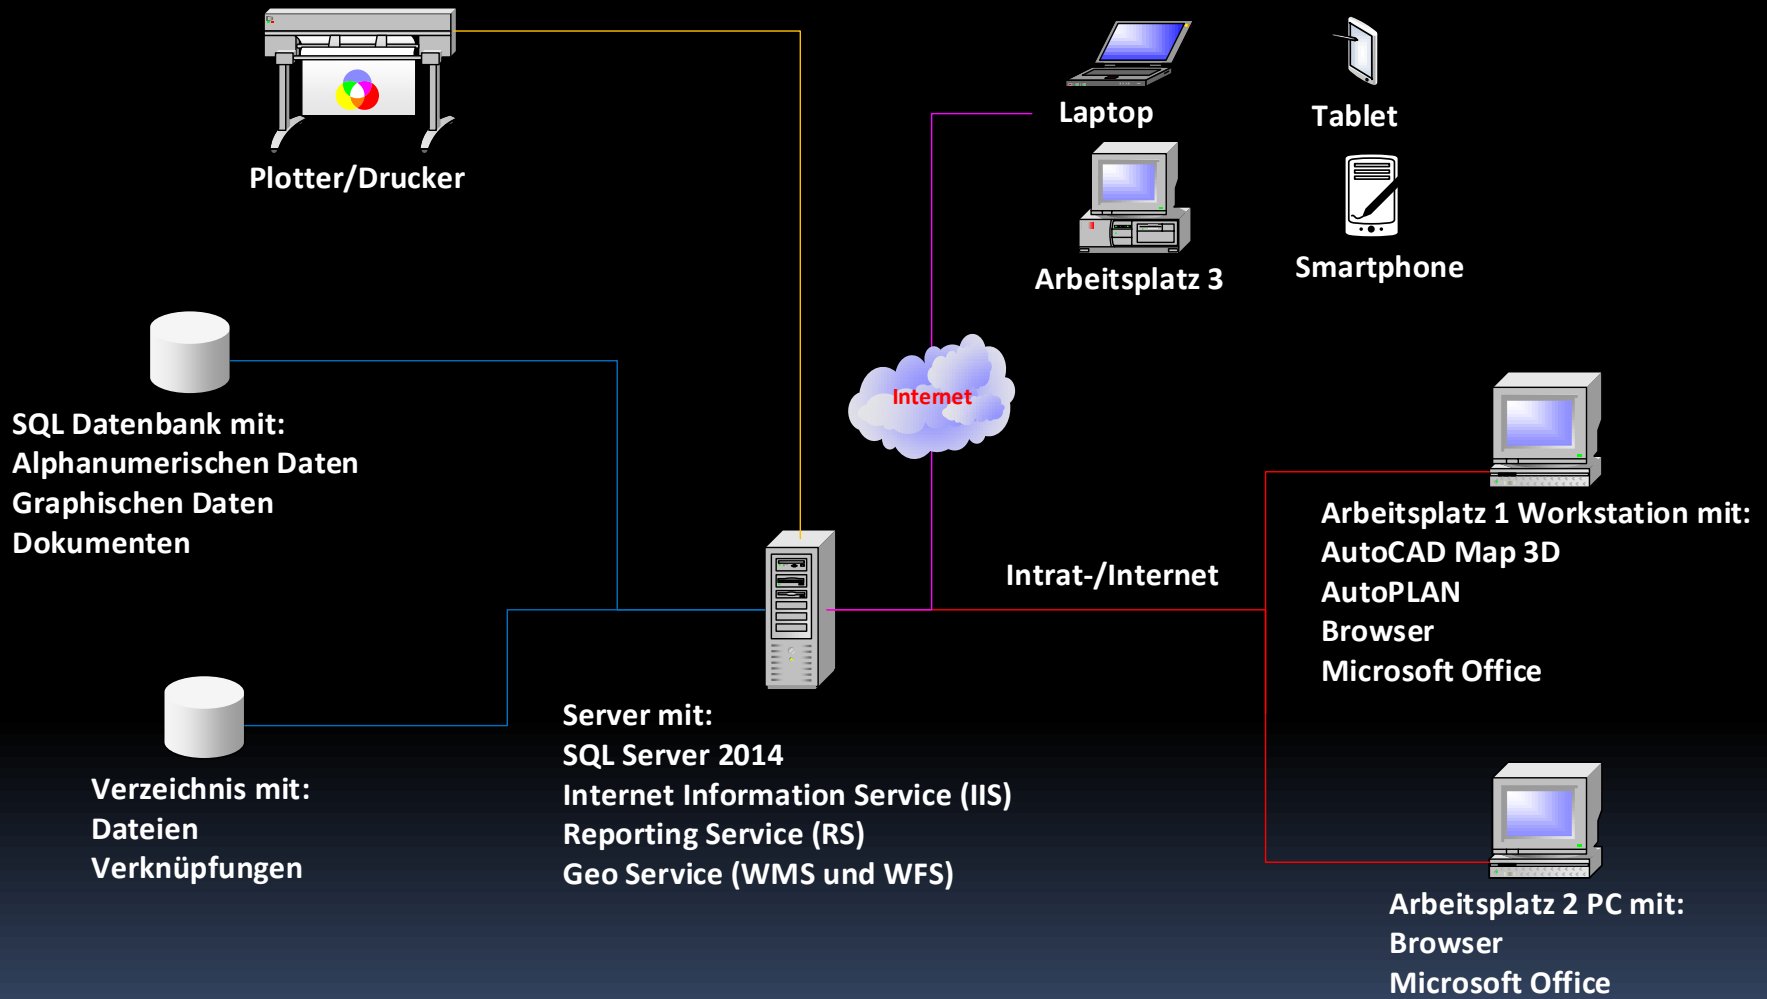 Plotter/Drucker
Laptop
Tablet
Arbeitsplatz 3
Smartphone
Internet
SQL Datenbank mit:
Alphanumerischen Daten
Graphischen Daten
Dokumenten
Intrat-/Internet
Arbeitsplatz 1 Workstation mit:
AutoCAD Map 3D
AutoPLAN
Browser
Microsoft Office
Verzeichnis mit:
Dateien
Verknüpfungen
Server mit:
SQL Server 2014
Internet Information Service (IIS)
Reporting Service (RS)
Geo Service (WMS und WFS)
Arbeitsplatz 2 PC mit:
Browser
Microsoft Office